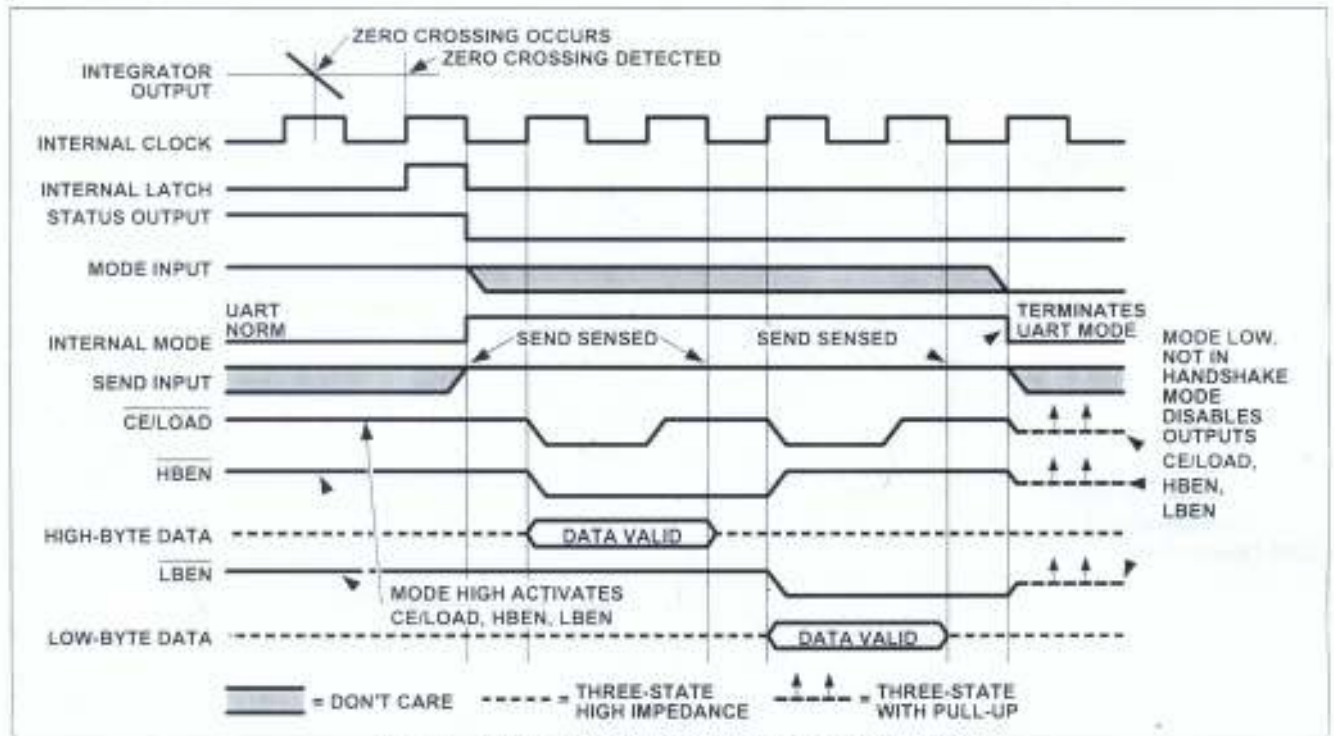 ZERO CROSSING OCCURS
ZERO CROSSING DETECTED
INTEGRATOR
OUTPUT
INTERNAL CLOCK
INTERNAL LATCH
STATUS OUTPUT
MODE INPUT
UART
NORM
TERMINATES
UART MODE
INTERNAL MODE
SEND SENSED
SEND SENSED
MODE LOW,
NOT IN
HANDSHAKE
MODE
DISABLES
OUTPUTS
CE/LOAD,
HBEN,
LBEN
SEND INPUT
CE/LOAD
HBEN
HIGH-BYTE DATA
DATA VALID
LBEN
MODE HIGH ACTIVATES
CE/LOAD, HBEN, LBEN
LOW-BYTE DATA
DATA VALID
= DON'T CARE
= THREE-STATE
HIGH IMPEDANCE
= THREE-STATE
WITH PULL-UP